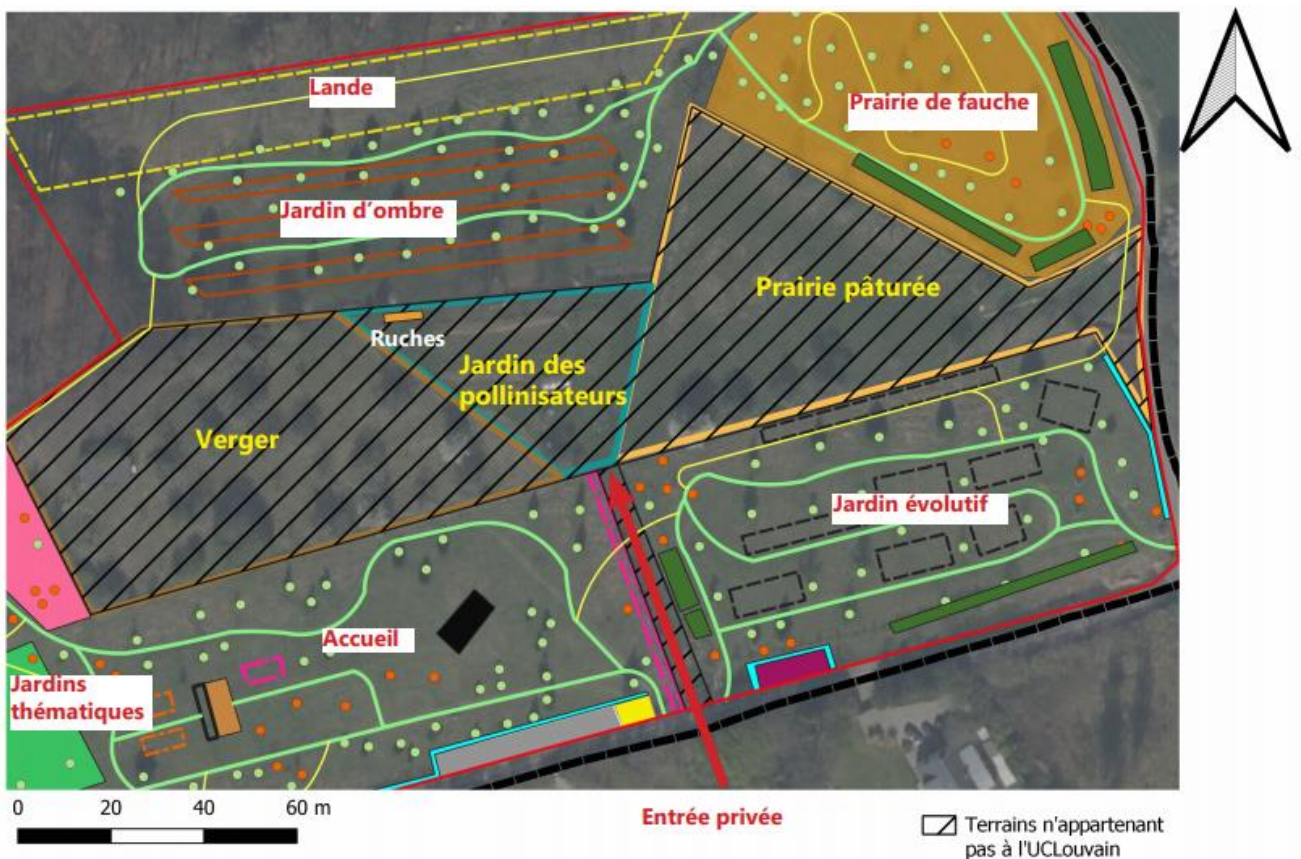 Lande
Prairie de fauche
Jardin d'ombre
Prairie pâturée
Ruches
Jardin des
pollinisateurs
Verger
Jardin évolutif
Accueil
Jardins
thématiques
0 20 40 60 m
Entrée privée
Terrains n'appartenant
pas à l'UCLouvain